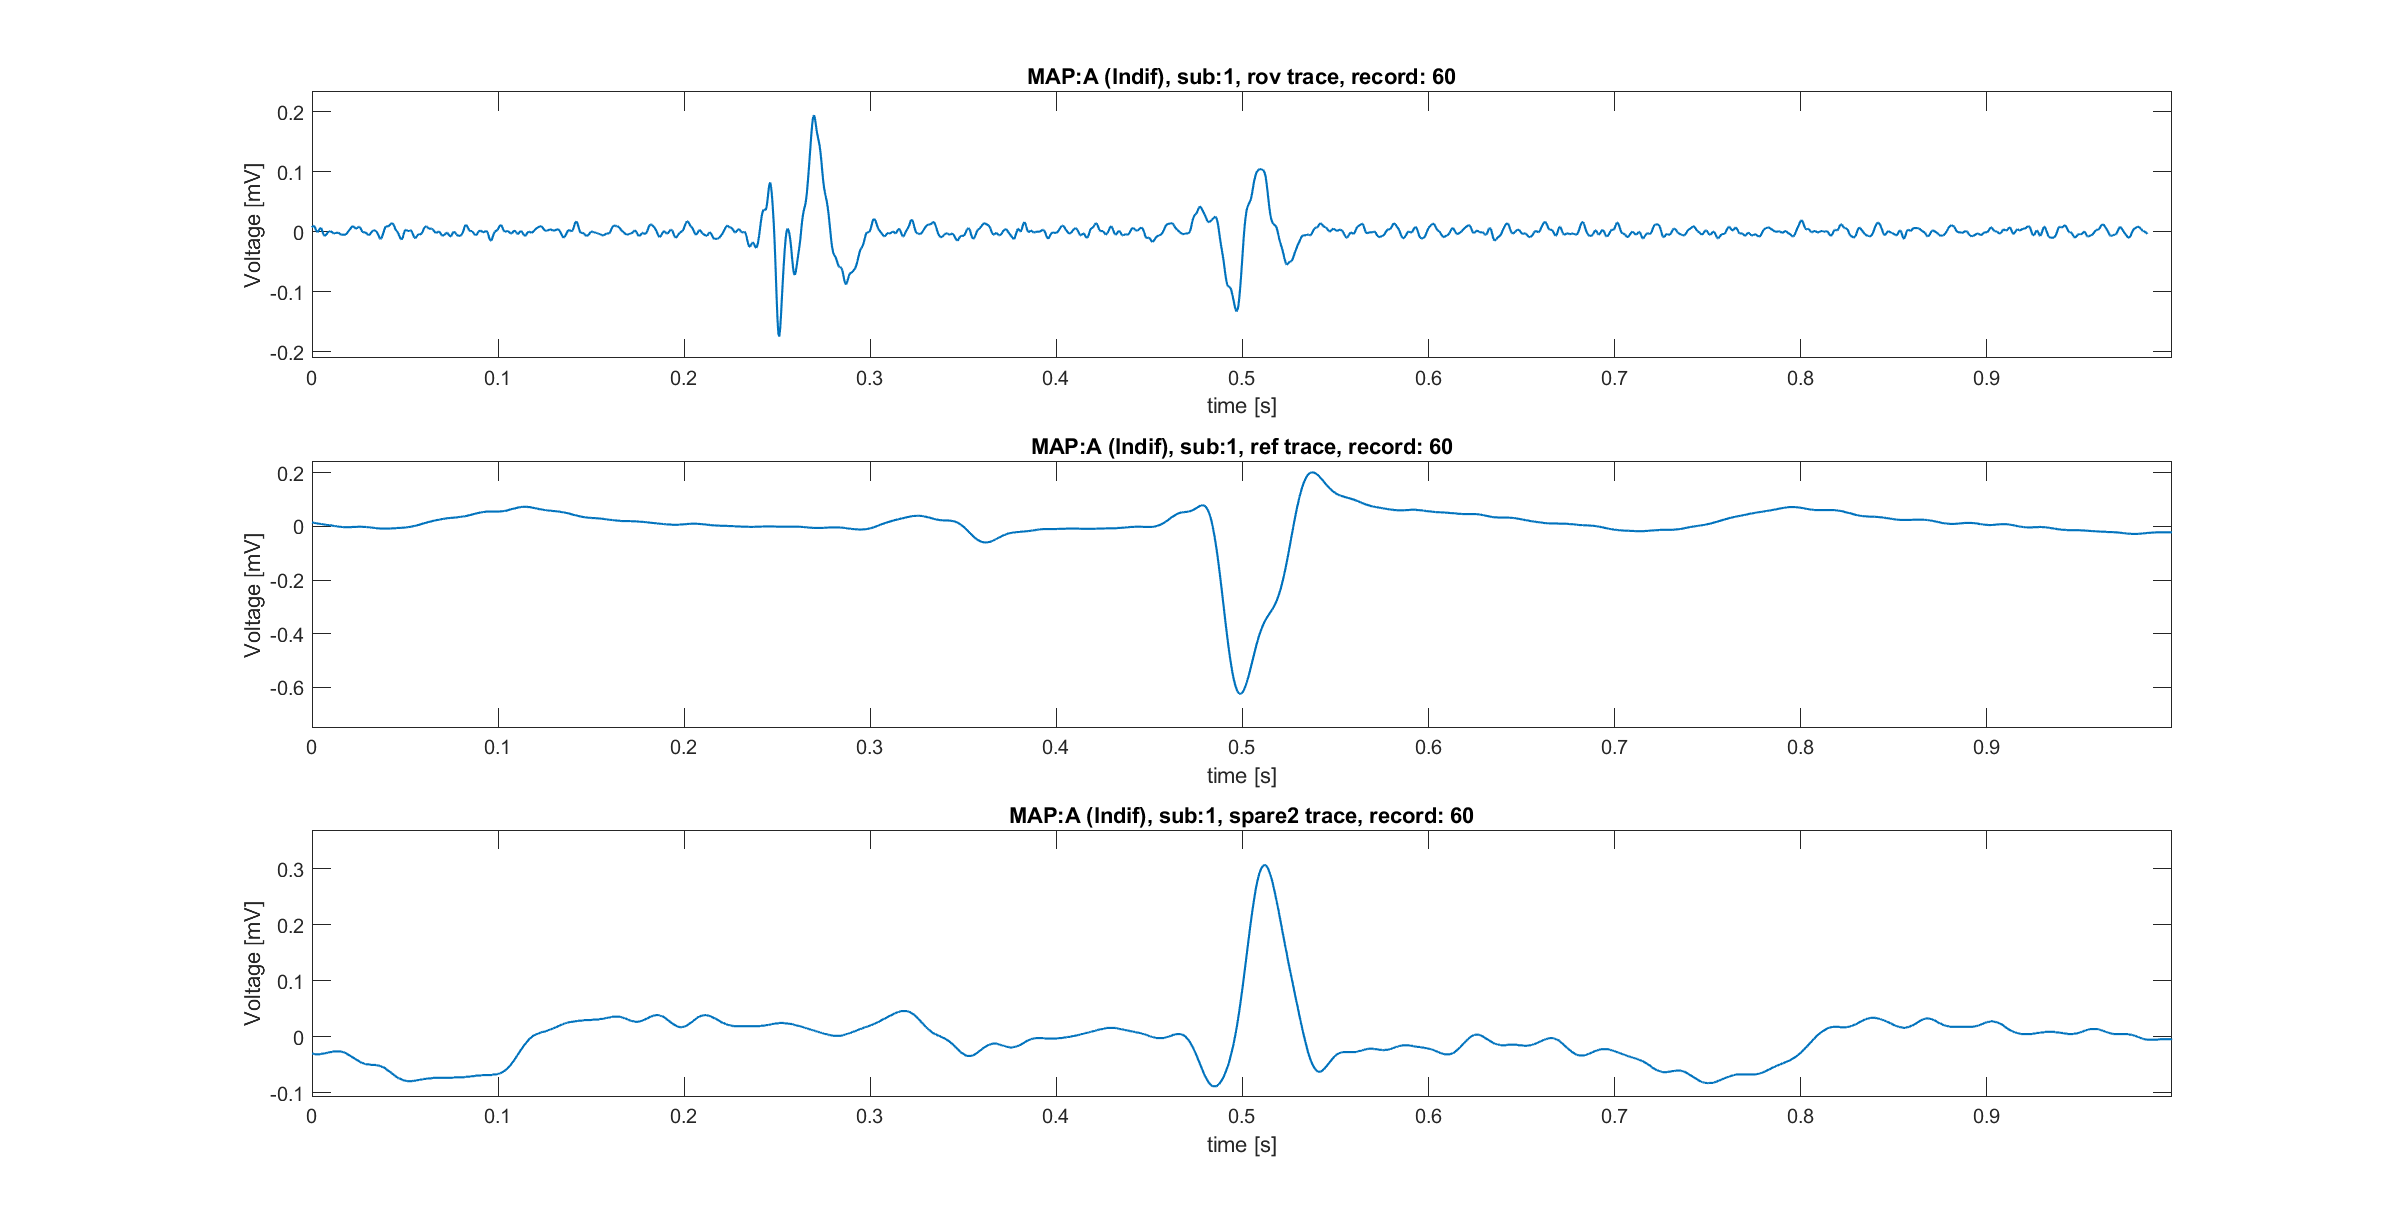 MAP:A (Indif), sub:1, rov trace, record: 60
Voltage [mV]
0.2
0.1
0
-0.1
-0.2
0 0.1 0.2 0.3 0.4 0.5 0.6 0.7 0.8 0.9
time [s]
MAP:A (Indif), sub:1, ref trace, record: 60
Voltage [mV]
0.2
0
-0.2
-0.4
-0.6
0 0.1 0.2 0.3 0.4 0.5 0.6 0.7 0.8 0.9
time [s]
MAP:A (Indif), sub:1, spare2 trace, record: 60
Voltage [mV]
0.3
0.2
0.1
0
-0.1
0 0.1 0.2 0.3 0.4 0.5 0.6 0.7 0.8 0.9
time [s]